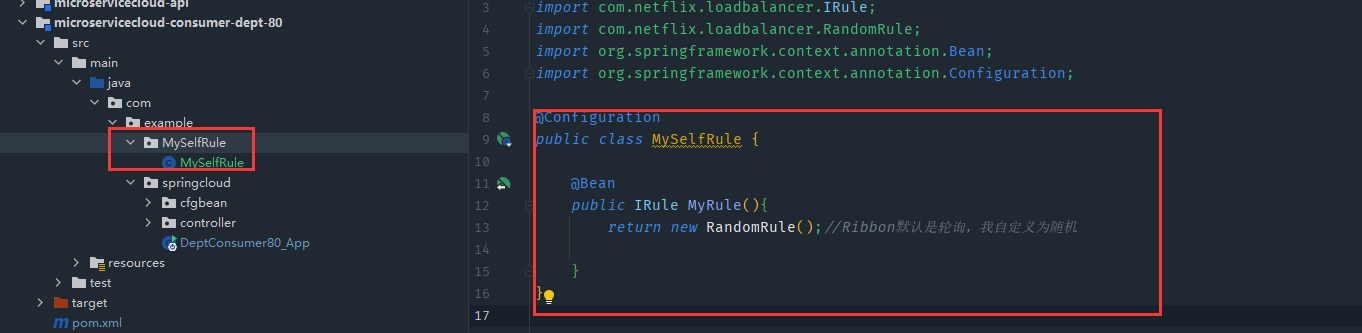 microservicecloud-api
microservicecloud-consumer-dept-80
src
main
java
com
example
MySelfRule
MySelfRule
springcloud
cfgbean
controller
DeptConsumer80_App
resources
test
target
pom.xml
3 import com.netflix.loadbalancer.IRule;
4 import com.netflix.loadbalancer.RandomRule;
5 import org.springframework.context.annotation.Bean;
6 import org.springframework.context.annotation.Configuration;
7
8 @Configuration
9 public class MySelfRule {
10
11 @Bean
12 public IRule MyRule(){
13 return new RandomRule();//Ribbon默认是轮询，我自定义为随机
14
15 }
16 }
17